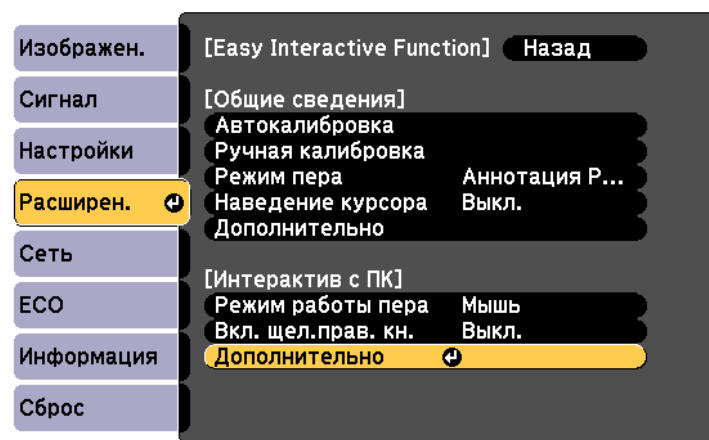 Изображен.
Сигнал
Настройки
Расширен.
Сеть
ECO
Информация
Сброс
[Easy Interactive Function] Назад
[Общие сведения]
Автокалибровка
Ручная калибровка
Режим пера Аннотация Р...
Наведение курсора Выкл.
Дополнительно
[Интерактив с ПК]
Режим работы пера Мышь
Вкл. щел.прав. кн. Выкл.
Дополнительно